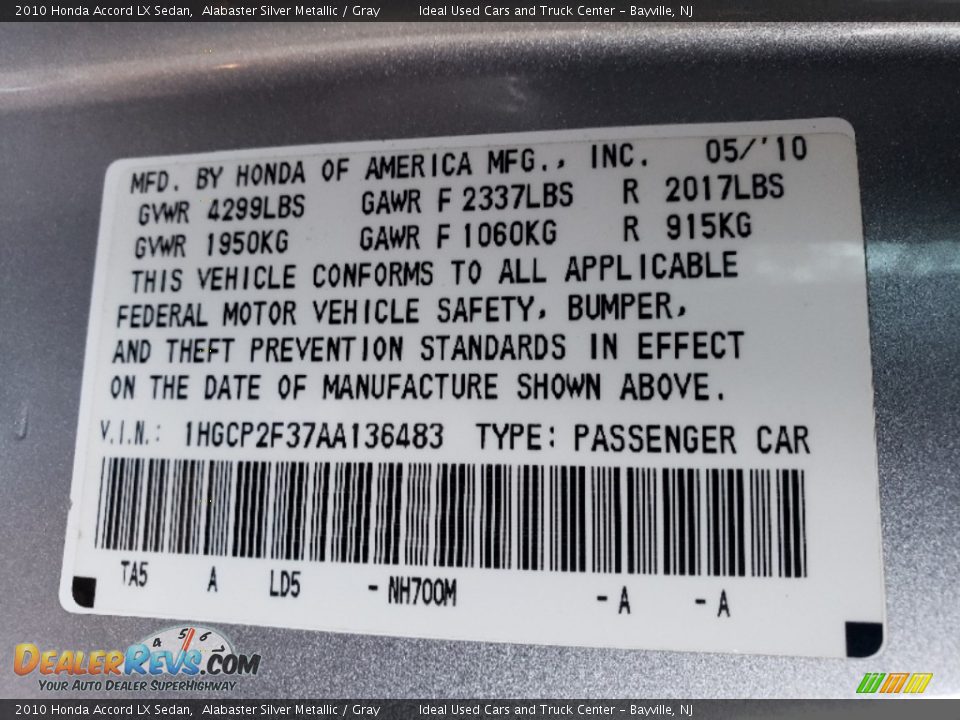 2010 Honda Accord LX Sedan, Alabaster Silver Metallic / Gray Ideal Used Cars and Truck Center - Bayville, NJ
MFD. BY HONDA OF AMERICA MFG., INC. 05/'10
GVWR 4299LBS GAWR F 2337LBS R 2017LBS
GVWR 1950KG GAWR F 1060KG R 915KG
THIS VEHICLE CONFORMS TO ALL APPLICABLE
FEDERAL MOTOR VEHICLE SAFETY, BUMPER,
AND THEFT PREVENTION STANDARDS IN EFFECT
ON THE DATE OF MANUFACTURE SHOWN ABOVE.
V.I.N.: 1HGCP2F37AA136483 TYPE: PASSENGER CAR
TA5 A LD5 - NH700M - A - A
4 5 6
DealerRevs.com
Your Auto Dealer SuperHighway
2010 Honda Accord LX Sedan, Alabaster Silver Metallic / Gray Ideal Used Cars and Truck Center - Bayville, NJ